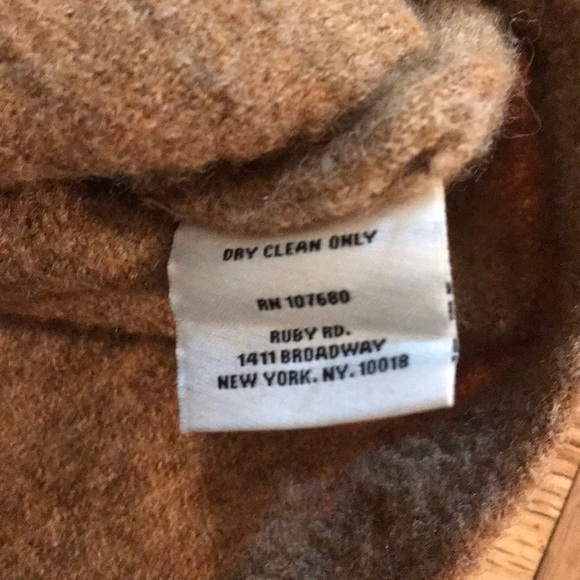 DRY CLEAN ONLY
RN 107680
RUBY RD.
1411 BROADWAY
NEW YORK. NY. 10018